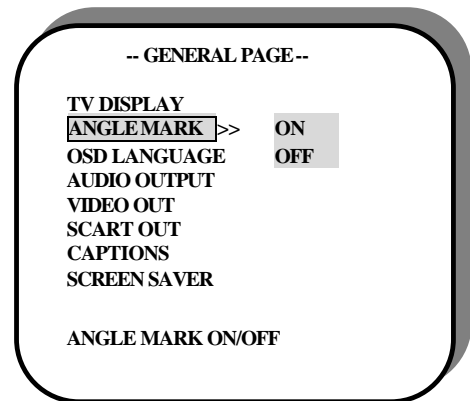 -- GENERAL PAGE--
TV DISPLAY
ANGLE MARK >> ON
OSD LANGUAGE OFF
AUDIO OUTPUT
VIDEO OUT
SCART OUT
CAPTIONS
SCREEN SAVER
ANGLE MARK ON/OFF